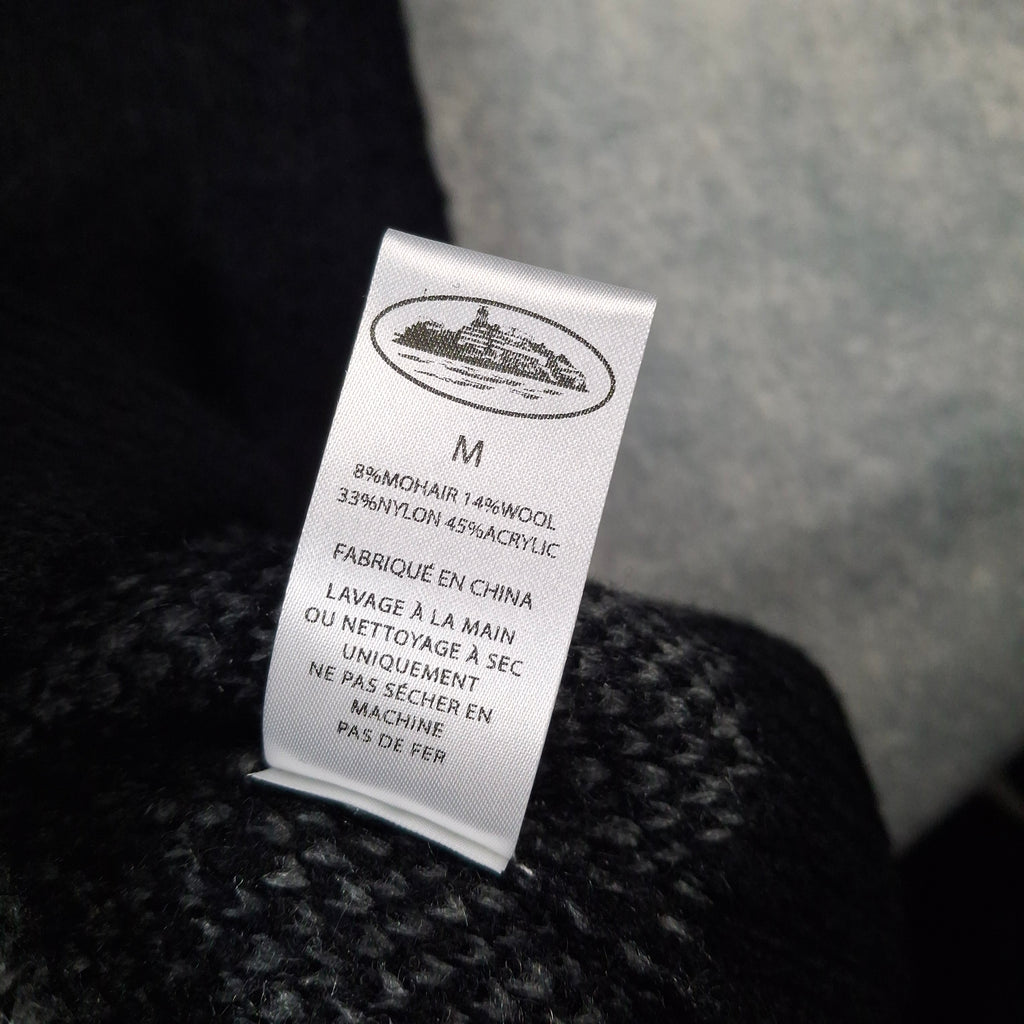 M
8%MOHAIR 14%WOOL
33%NYLON 45%ACRYLIC
FABRIQUÉ EN CHINA
LAVAGE À LA MAIN
OU NETTOYAGE À SEC
UNIQUEMENT
NE PAS SÉCHER EN
MACHINE
PAS DE FER